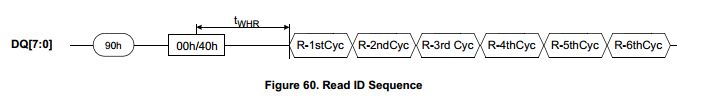 tWHR
DQ[7:0] 90h 00h/40h R-1stCyc R-2ndCyc R-3rd Cyc R-4thCyc R-5thCyc R-6thCyc
Figure 60. Read ID Sequence